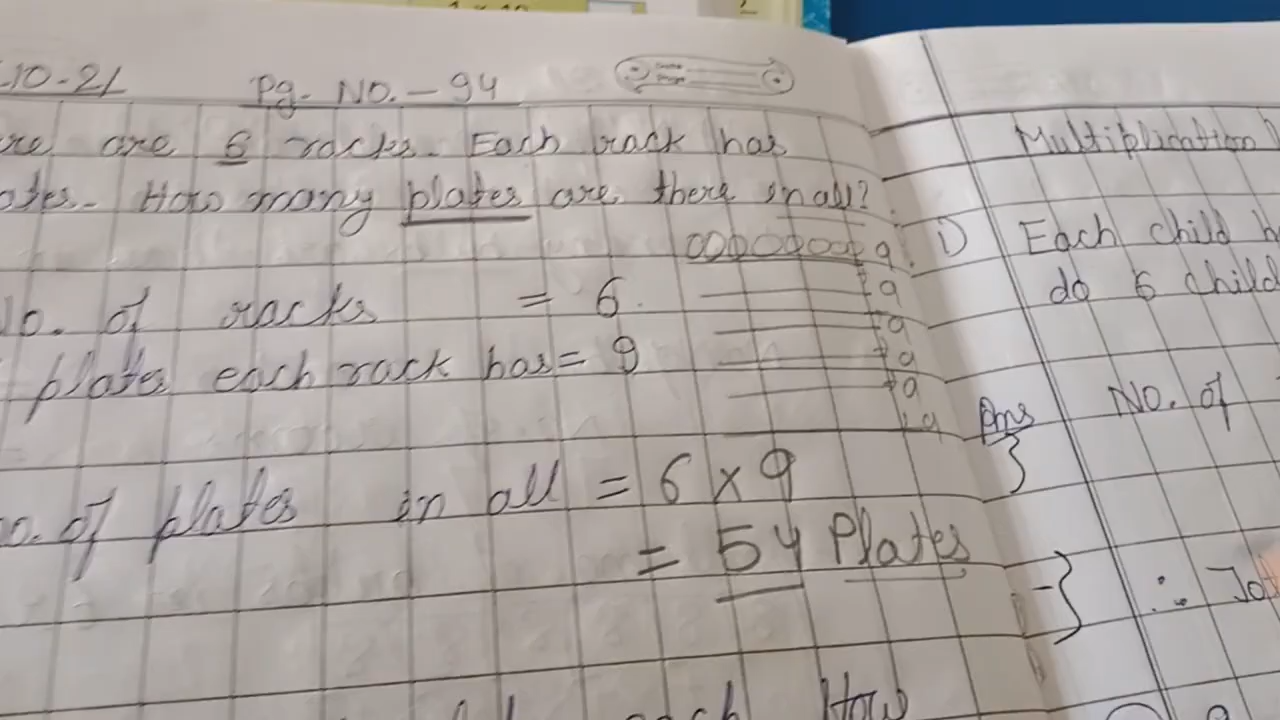 10-21 Pg. NO. - 94
are 6 racks. Each rack has
How many plates are there in all?
000000000 9
+9
+9
+9
+9
+9
of racks = 6
plates each rack has = 9
of plates in all = 6 x 9
= 54 Plates
How
Multiplication
i) Each child
do 6 child
Ans No. of
∴